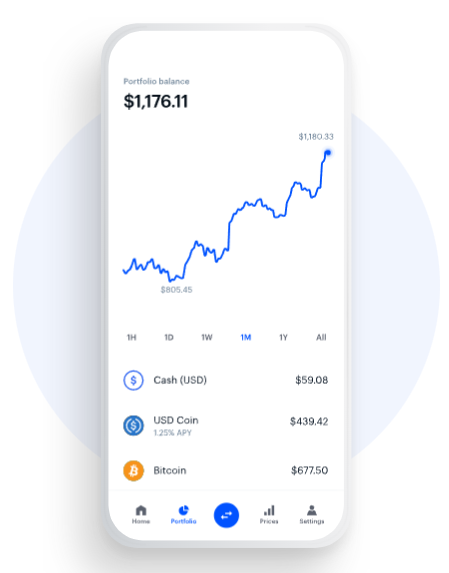 Portfolio balance
$1,176.11
$1,180.33
$805.45
1H 1D 1W 1M 1Y All
Cash (USD) $59.08
USD Coin $439.42
1.25% APY
Bitcoin $677.50
Home Portfolio Prices Settings